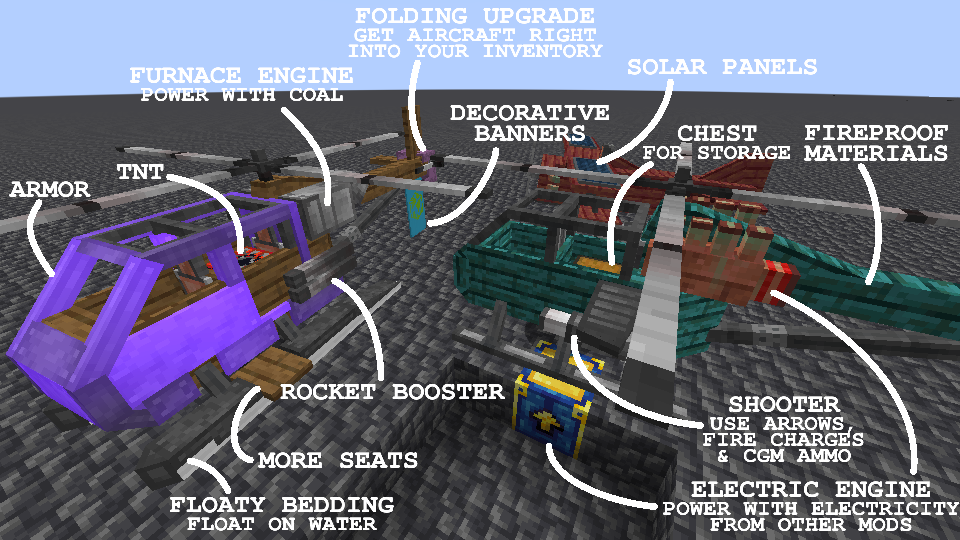 FOLDING UPGRADE
GET AIRCRAFT RIGHT
INTO YOUR INVENTORY
SOLAR PANELS
FURNACE ENGINE
POWER WITH COAL
DECORATIVE
BANNERS
CHEST
FOR STORAGE
FIREPROOF
MATERIALS
TNT
ARMOR
ROCKET BOOSTER
MORE SEATS
FLOATY BEDDING
FLOAT ON WATER
SHOOTER
USE ARROWS,
FIRE CHARGES
& CGM AMMO
ELECTRIC ENGINE
POWER WITH ELECTRICITY
FROM OTHER MODS